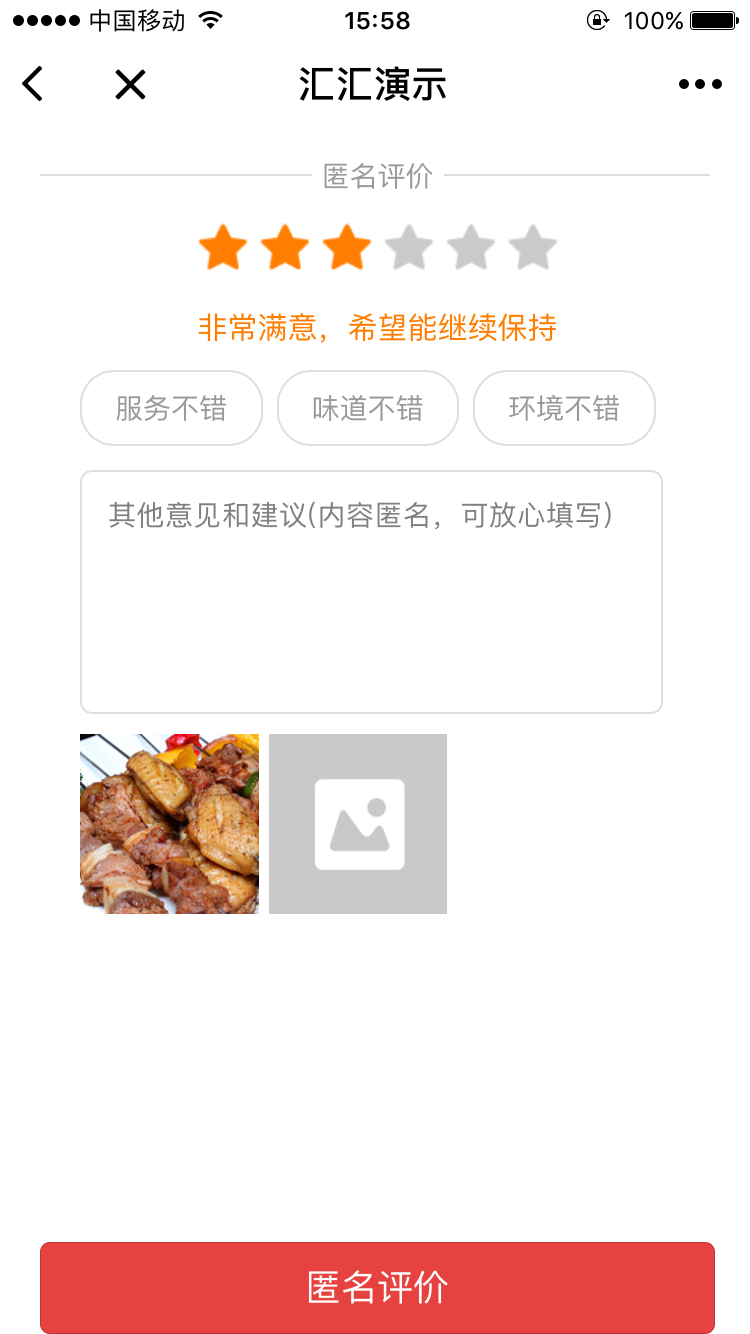 中国移动 15:58 100%
汇汇演示
匿名评价
非常满意，希望能继续保持
服务不错 味道不错 环境不错
其他意见和建议(内容匿名，可放心填写)
匿名评价